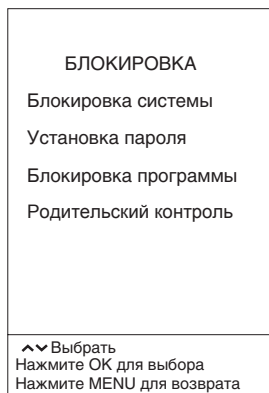 БЛОКИРОВКА
Блокировка системы
Установка пароля
Блокировка программы
Родительский контроль
Выбрать
Нажмите OK для выбора
Нажмите MENU для возврата